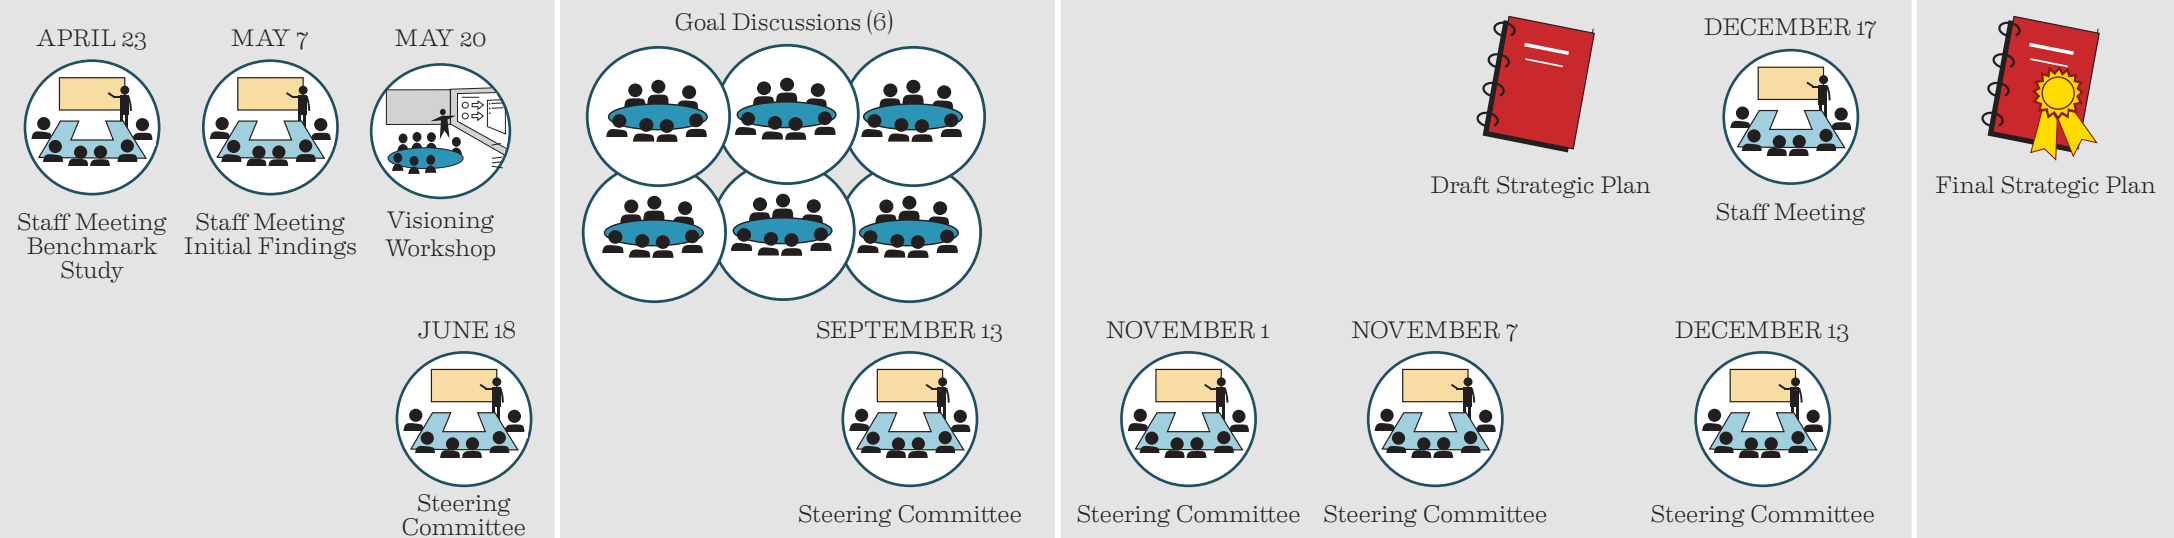 APRIL 23
Staff Meeting
Benchmark
Study
MAY 7
Staff Meeting
Initial Findings
MAY 20
Visioning
Workshop
JUNE 18
Steering
Committee
Goal Discussions (6)
SEPTEMBER 13
Steering Committee
Draft Strategic Plan
DECEMBER 17
Staff Meeting
NOVEMBER 1
Steering Committee
NOVEMBER 7
Steering Committee
DECEMBER 13
Steering Committee
Final Strategic Plan